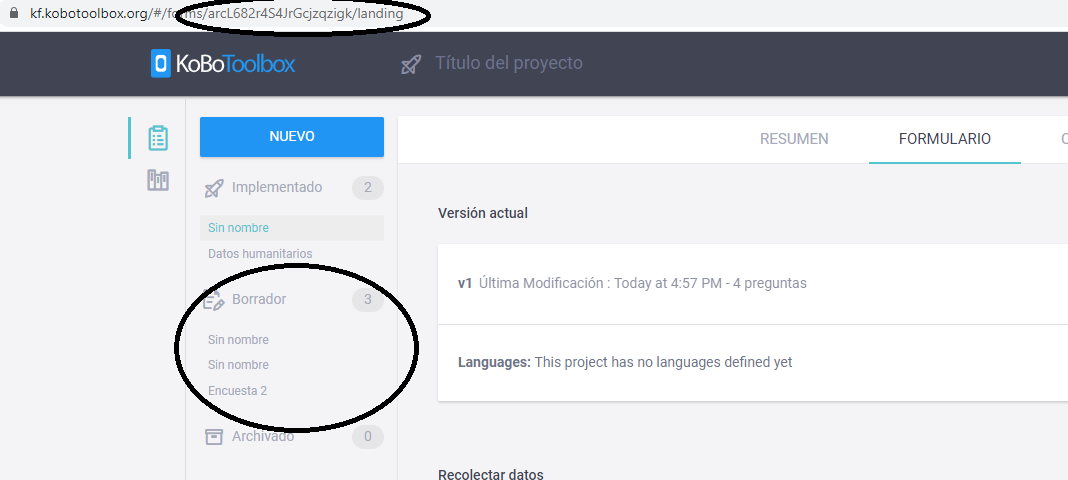 kf.kobotoolbox.org/#/forms/arcL682r4S4JrGcjzqzigk/landing
KoBoToolbox
Título del proyecto
NUEVO
RESUMEN
FORMULARIO
Implementado 2
Sin nombre
Datos humanitarios
Borrador 3
Sin nombre
Sin nombre
Encuesta 2
Archivado 0
Versión actual
v1 Última Modificación : Today at 4:57 PM - 4 preguntas
Languages: This project has no languages defined yet
Recolectar datos